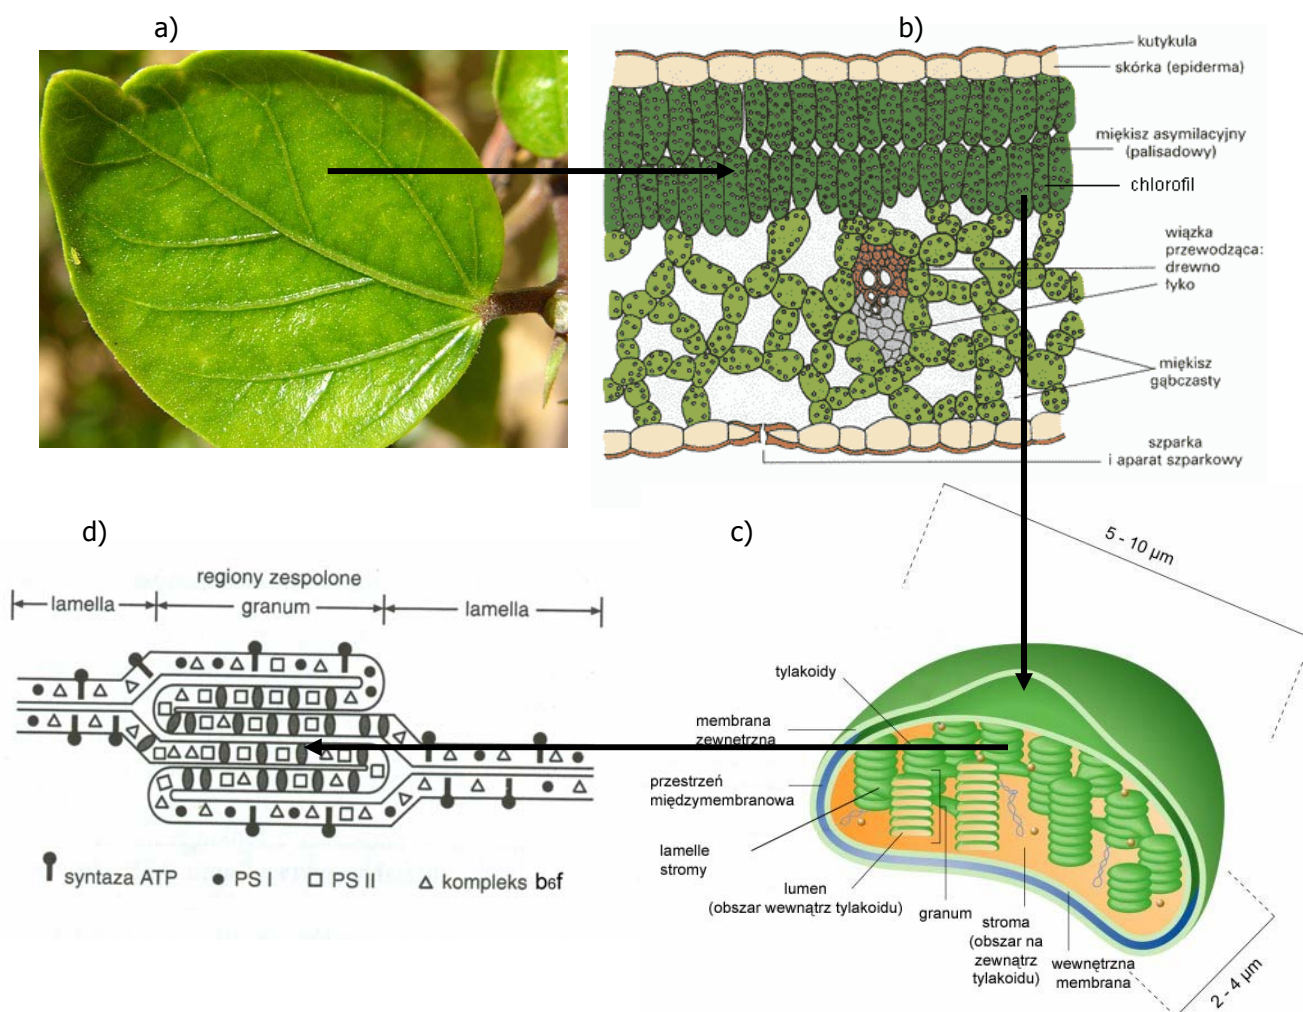 a)
b)
kutykula
skórka (epiderma)
miękisz asymilacyjny
(palisadowy)
chlorofil
wiązka
przewodząca:
drewno
łyko
miękisz
gąbczasty
szparka
i aparat szparkowy
d)
regiony zespolone
lamella
granum
lamella
syntaza ATP
PS I
PS II
kompleks b6f
c)
5 - 10 µm
tylakoidy
membrana
zewnetrzna
przestrzeń
międzymembranowa
lamelle
stromy
lumen
(obszar wewnątrz tylakoidu)
granum
stroma
(obszar na
zewnątrz
tylakoidu)
wewnętrzna
membrana
2 - 4 µm